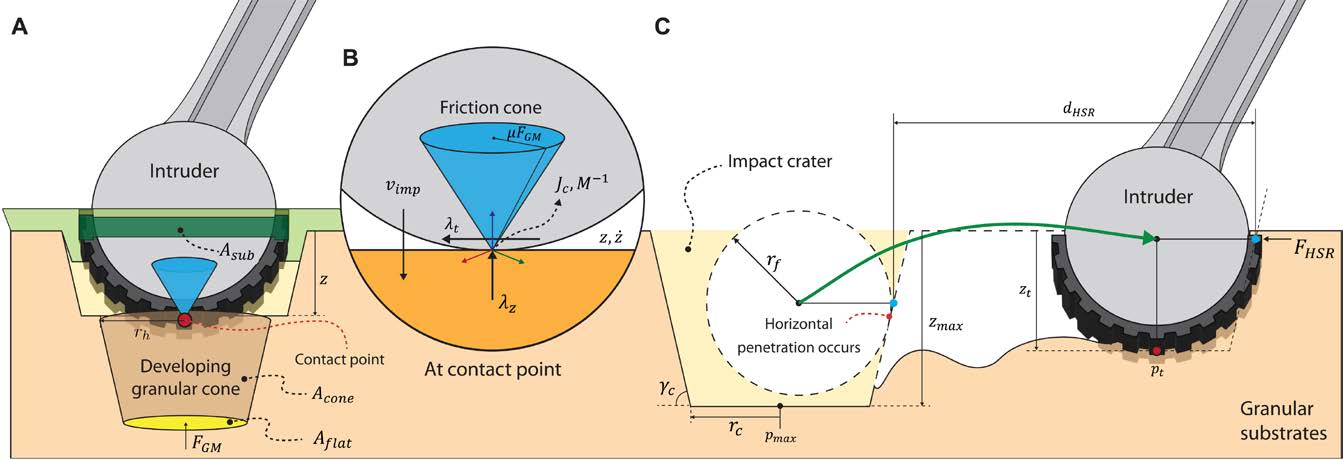 A
Intruder
A_sub
z
r_h
Contact point
Developing
granular cone
A_cone
A_flat
F_GM
B
Friction cone
μF_GM
v_imp
J_c, M^-1
λ_t
z, ż
λ_z
At contact point
C
d_HSR
Impact crater
Intruder
r_f
F_HSR
z_t
z_max
Horizontal
penetration occurs
p_t
γ_c
r_c
p_max
Granular
substrates